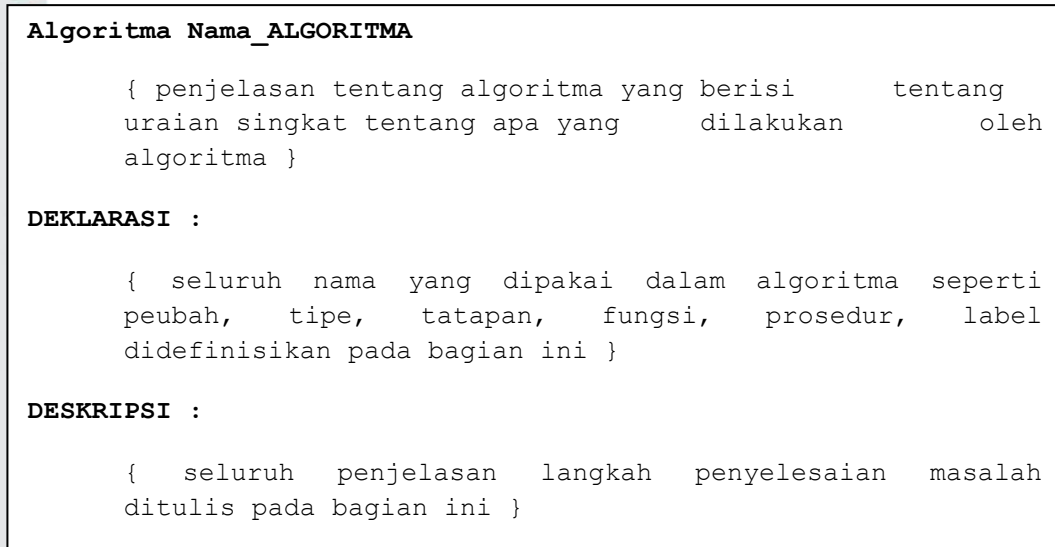 Algoritma Nama_ALGORITMA
{ penjelasan tentang algoritma yang berisi tentang
uraian singkat tentang apa yang dilakukan oleh
algoritma }
DEKLARASI :
{ seluruh nama yang dipakai dalam algoritma seperti
peubah, tipe, tatapan, fungsi, prosedur, label
didefinisikan pada bagian ini }
DESKRIPSI :
{ seluruh penjelasan langkah penyelesaian masalah
ditulis pada bagian ini }